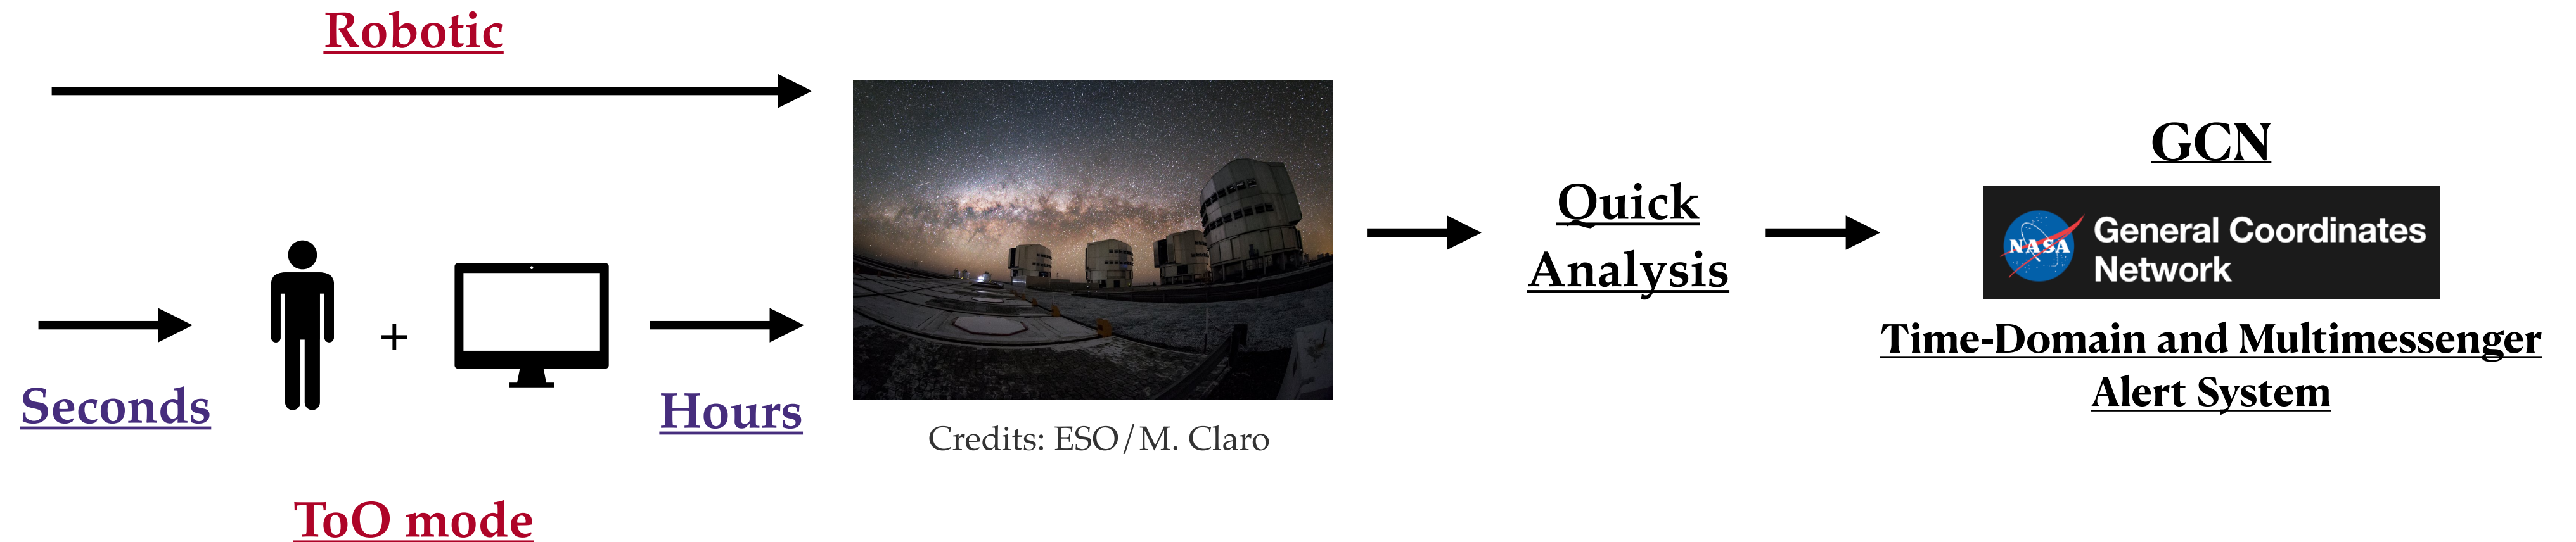 Robotic
Seconds
+
Hours
ToO mode
Credits: ESO/M. Claro
Quick
Analysis
GCN
NASA
General Coordinates
Network
Time-Domain and Multimessenger
Alert System